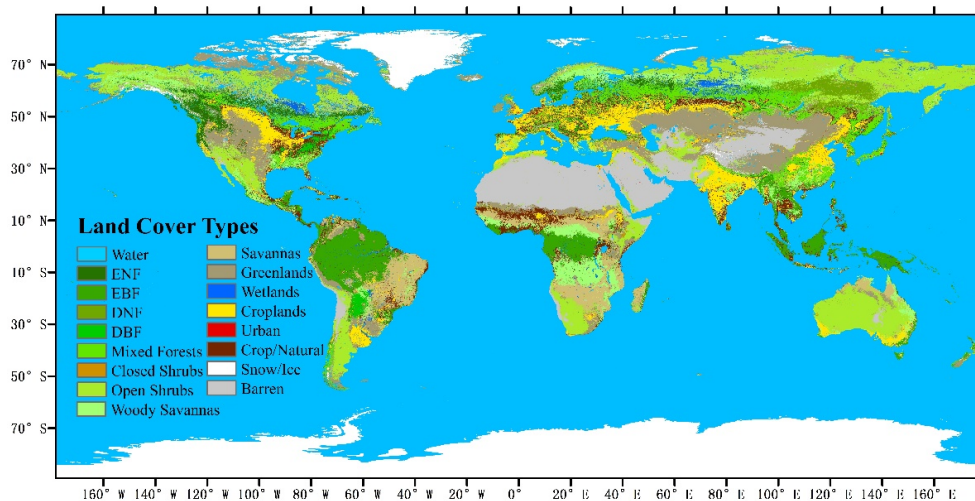 70° N
50° N
30° N
10° N
10° S
30° S
50° S
70° S
Land Cover Types
Water
ENF
EBF
DNF
DBF
Mixed Forests
Closed Shrubs
Open Shrubs
Woody Savannas
Savannas
Greenlands
Wetlands
Croplands
Urban
Crop/Natural
Snow/Ice
Barren
160° W 140° W 120° W 100° W 80° W 60° W 40° W 20° W 0° 20° E 40° E 60° E 80° E 100° E 120° E 140° E 160° E